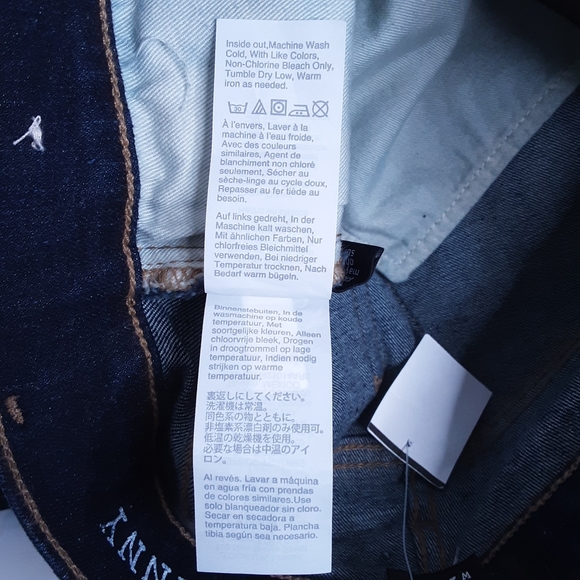 Inside out,Machine Wash
Cold, With Like Colors,
Non-Chlorine Bleach Only,
Tumble Dry Low, Warm
iron as needed.
30
À l'envers, Laver à la
machine à l'eau froide,
Avec des couleurs
similaires, Agent de
blanchiment non chloré
seulement, Sécher au
sèche-linge au cycle doux,
Repasser au fer tiède au
besoin.
Auf links gedreht, In der
Maschine kalt waschen,
Mit ähnlichen Farben, Nur
chlorfreies Bleichmittel
verwenden, Bei niedriger
Temperatur trocknen, Nach
Bedarf warm bügeln.
Binnenstebuiten, In de
wasmachine op koude
temperatuur, Met
soortgelijke kleuren, Alleen
chloorvrije bleek, Drogen
in droogtrommel op lage
temperatuur, Indien nodig
strijken op warme
temperatuur.
裏返しにしてください。
洗濯機は常温。
同色系の物とともに。
非塩素系漂白剤のみ使用可。
低温の乾燥機を使用。
必要な場合は中温のアイ
ロン。
Al revés. Lavar a máquina
en agua fría con prendas
de colores similares.Use
solo blanqueador sin cloro.
Secar en secadora a
temperatura baja. Plancha
tibia según sea necesario.
NNY